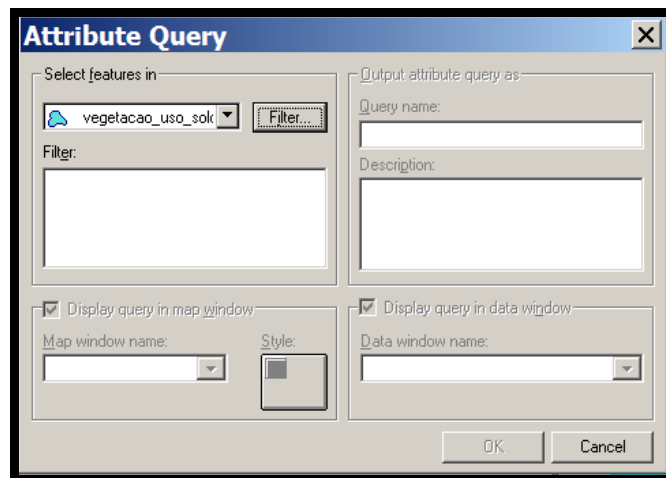 Attribute Query
Select features in
vegetacao_uso_solo
Filter...
Filter:
Output attribute query as
Query name:
Description:
Display query in map window
Map window name:
Style:
Display query in data window
Data window name:
OK
Cancel